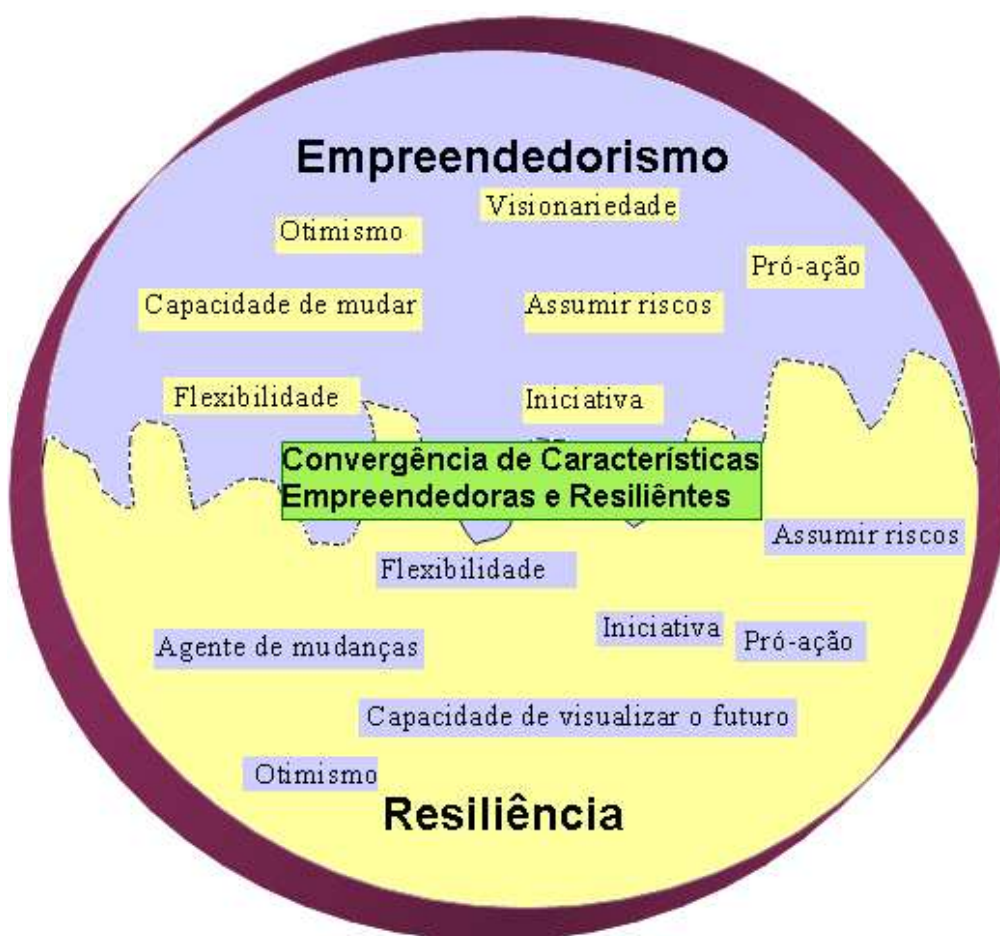 Empreendedorismo
Visionariedade
Otimismo
Pró-ação
Capacidade de mudar
Assumir riscos
Flexibilidade
Iniciativa
Convergência de Características
Empreendedoras e Resiliêntes
Assumir riscos
Flexibilidade
Iniciativa
Pró-ação
Agente de mudanças
Capacidade de visualizar o futuro
Otimismo
Resiliência